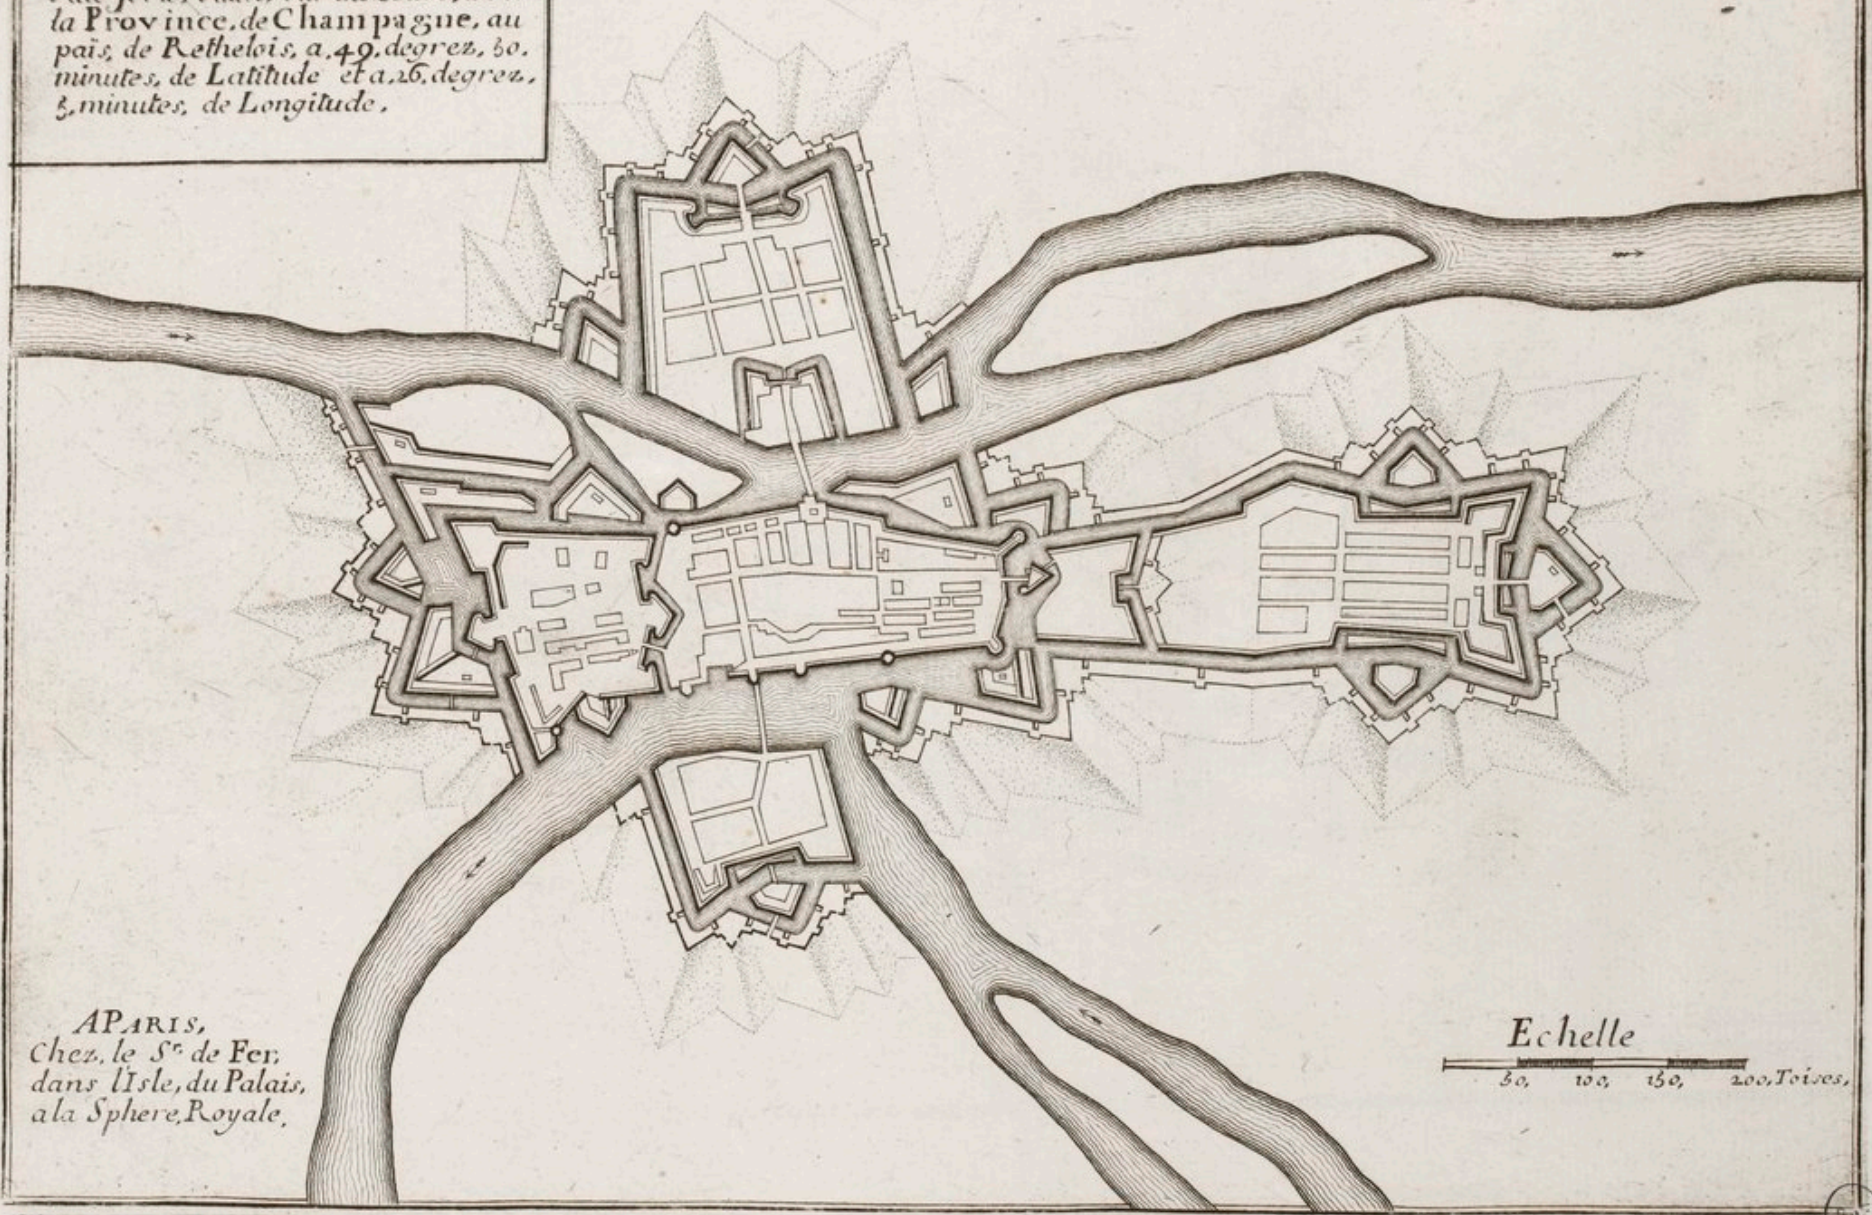 la Province, de Champagne, au
païs, de Rethelois, a, 49, degrez, 50.
minutes, de Latitude et a, 26, degrez,
5, minutes, de Longitude.
A PARIS,
Chez, le Sr. de Fer,
dans l'Isle, du Palais,
a la Sphere, Royale,
Echelle
50, 100, 150, 200, Toises,